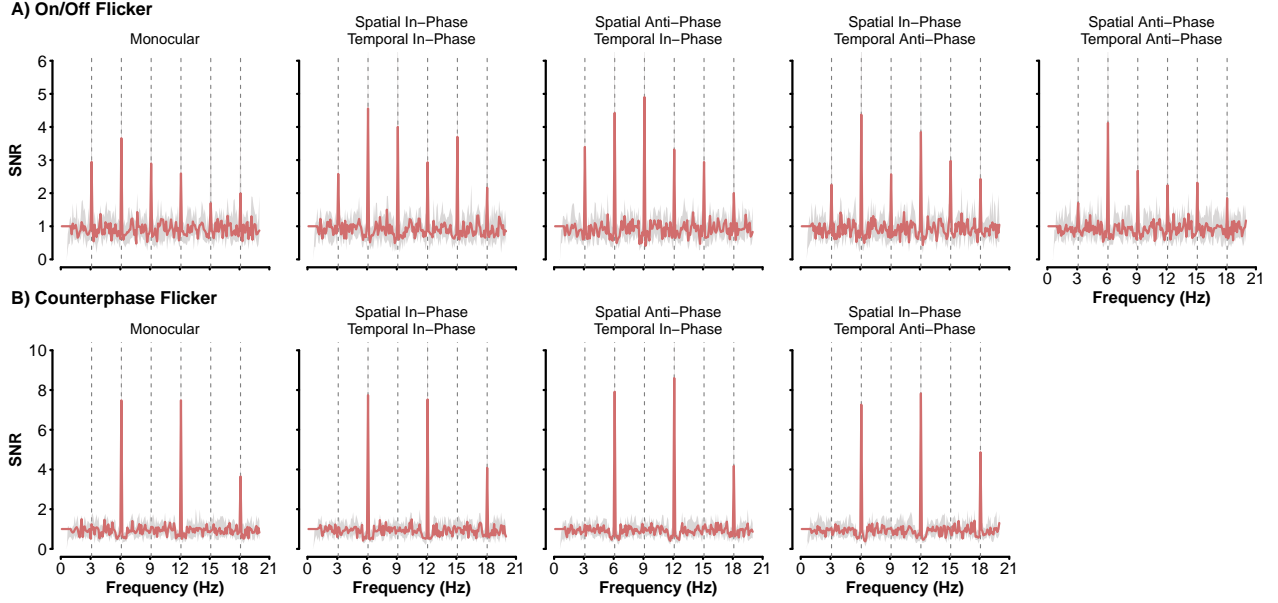 A) On/Off Flicker
Monocular
Spatial In−Phase
Temporal In−Phase
Spatial Anti−Phase
Temporal In−Phase
Spatial In−Phase
Temporal Anti−Phase
Spatial Anti−Phase
Temporal Anti−Phase
6
5
4
3
2
1
0
SNR
0 3 6 9 12 15 18 21
Frequency (Hz)
B) Counterphase Flicker
Monocular
Spatial In−Phase
Temporal In−Phase
Spatial Anti−Phase
Temporal In−Phase
Spatial In−Phase
Temporal Anti−Phase
10
8
6
4
2
0
SNR
0 3 6 9 12 15 18 21
Frequency (Hz)
0 3 6 9 12 15 18 21
Frequency (Hz)
0 3 6 9 12 15 18 21
Frequency (Hz)
0 3 6 9 12 15 18 21
Frequency (Hz)